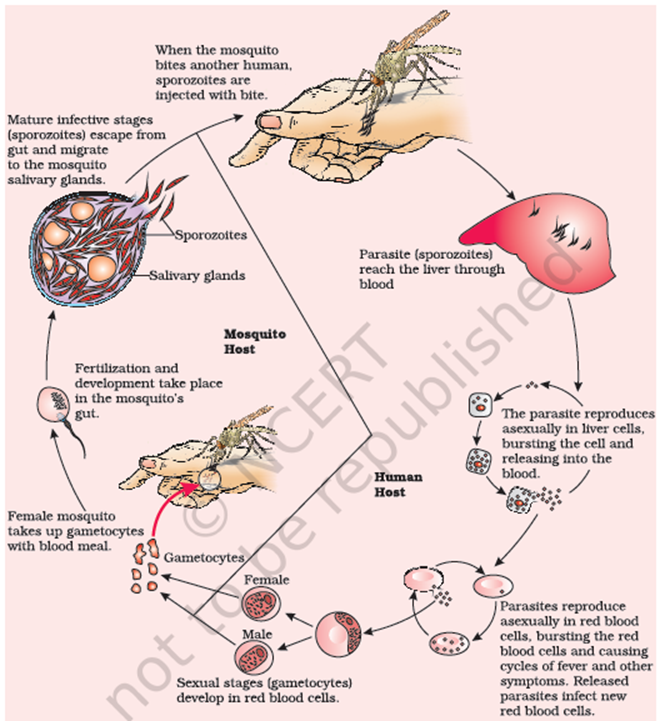 When the mosquito
bites another human,
sporozoites are
injected with bite.
Mature infective stages
(sporozoites) escape from
gut and migrate
to the mosquito
salivary glands.
Sporozoites
Salivary glands
Parasite (sporozoites)
reach the liver through
blood
Mosquito
Host
Fertilization and
development take place
in the mosquito's
gut.
The parasite reproduces
asexually in liver cells,
bursting the cell and
releasing into the
blood.
Human
Host
Female mosquito
takes up gametocytes
with blood meal.
Gametocytes
Female
Male
Sexual stages (gametocytes)
develop in red blood cells.
Parasites reproduce
asexually in red blood
cells, bursting the red
blood cells and causing
cycles of fever and other
symptoms. Released
parasites infect new
red blood cells.
© NCERT
not to be republished